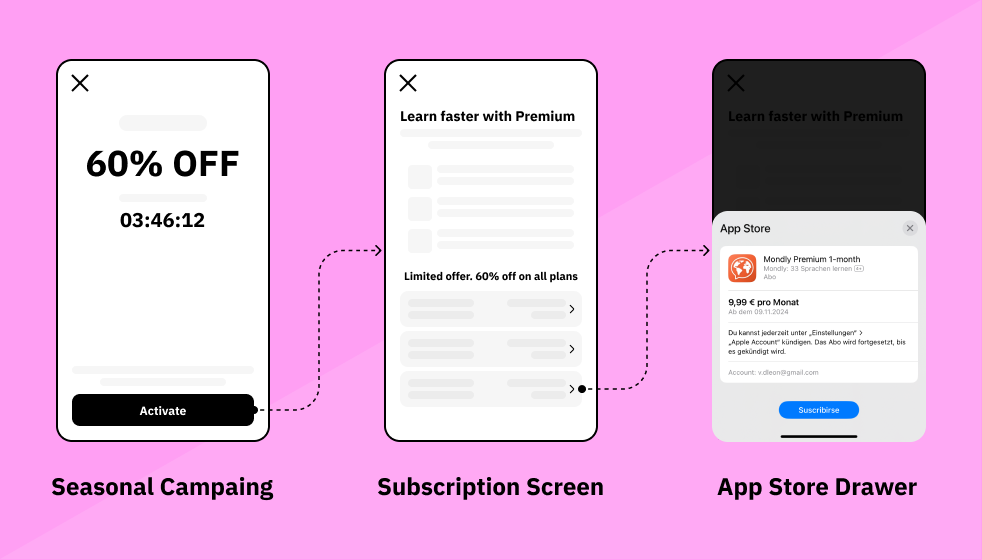 60% OFF
03:46:12
Activate
Seasonal Campaing
Learn faster with Premium
Limited offer. 60% off on all plans
Subscription Screen
Learn faster with Premium
App Store
Mondly Premium 1-month
Mondly: 33 Sprachen lernen 4+
Abo
9,99 € pro Monat
Ab dem 09.11.2024
Du kannst jederzeit unter „Einstellungen“ >
„Apple Account“ kündigen. Das Abo wird fortgesetzt, bis
es gekündigt wird.
Account: v.dleon@gmail.com
Suscribirse
App Store Drawer